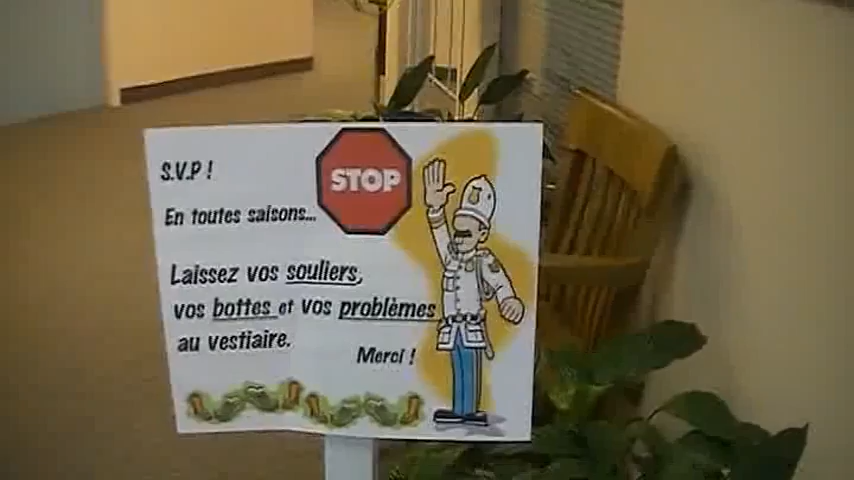 S.V.P !
STOP
En toutes saisons...
Laissez vos souliers,
vos bottes et vos problèmes
au vestiaire.
Merci !